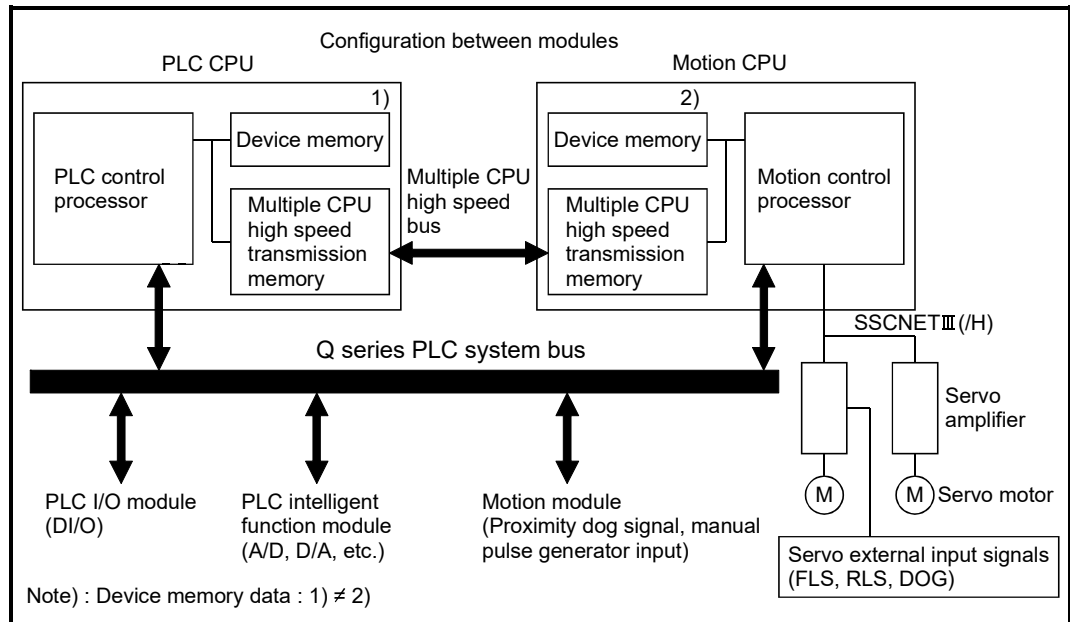 Configuration between modules
PLC CPU
Motion CPU
1)
PLC control
processor
Device memory
Multiple CPU
high speed
transmission
memory
Multiple CPU
high speed
bus
2)
Device memory
Multiple CPU
high speed
transmission
memory
Motion control
processor
SSCNETⅢ(/H)
Q series PLC system bus
Servo
amplifier
M
M
Servo motor
PLC I/O module
(DI/O)
PLC intelligent
function module
(A/D, D/A, etc.)
Motion module
(Proximity dog signal, manual
pulse generator input)
Servo external input signals
(FLS, RLS, DOG)
Note) : Device memory data : 1) ≠ 2)